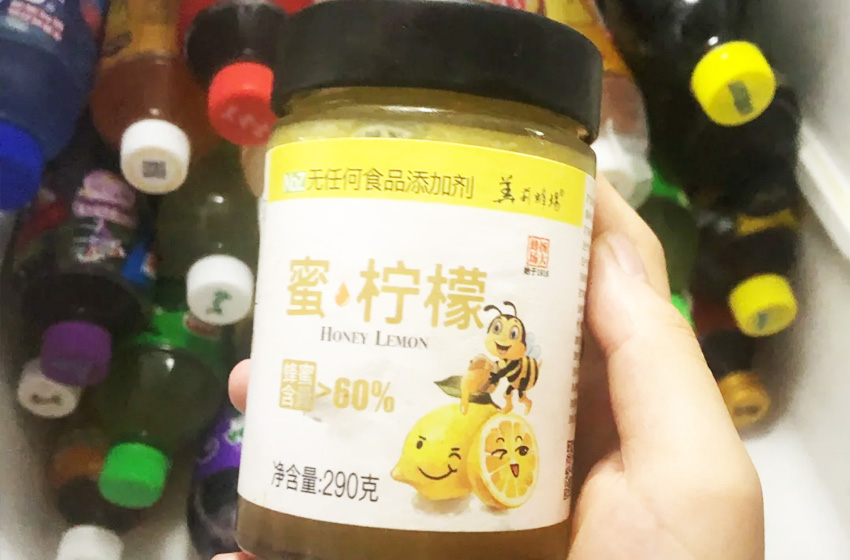 无任何食品添加剂
蜜·柠檬
HONEY LEMON
蜂蜜
含量>60%
净含量:290克